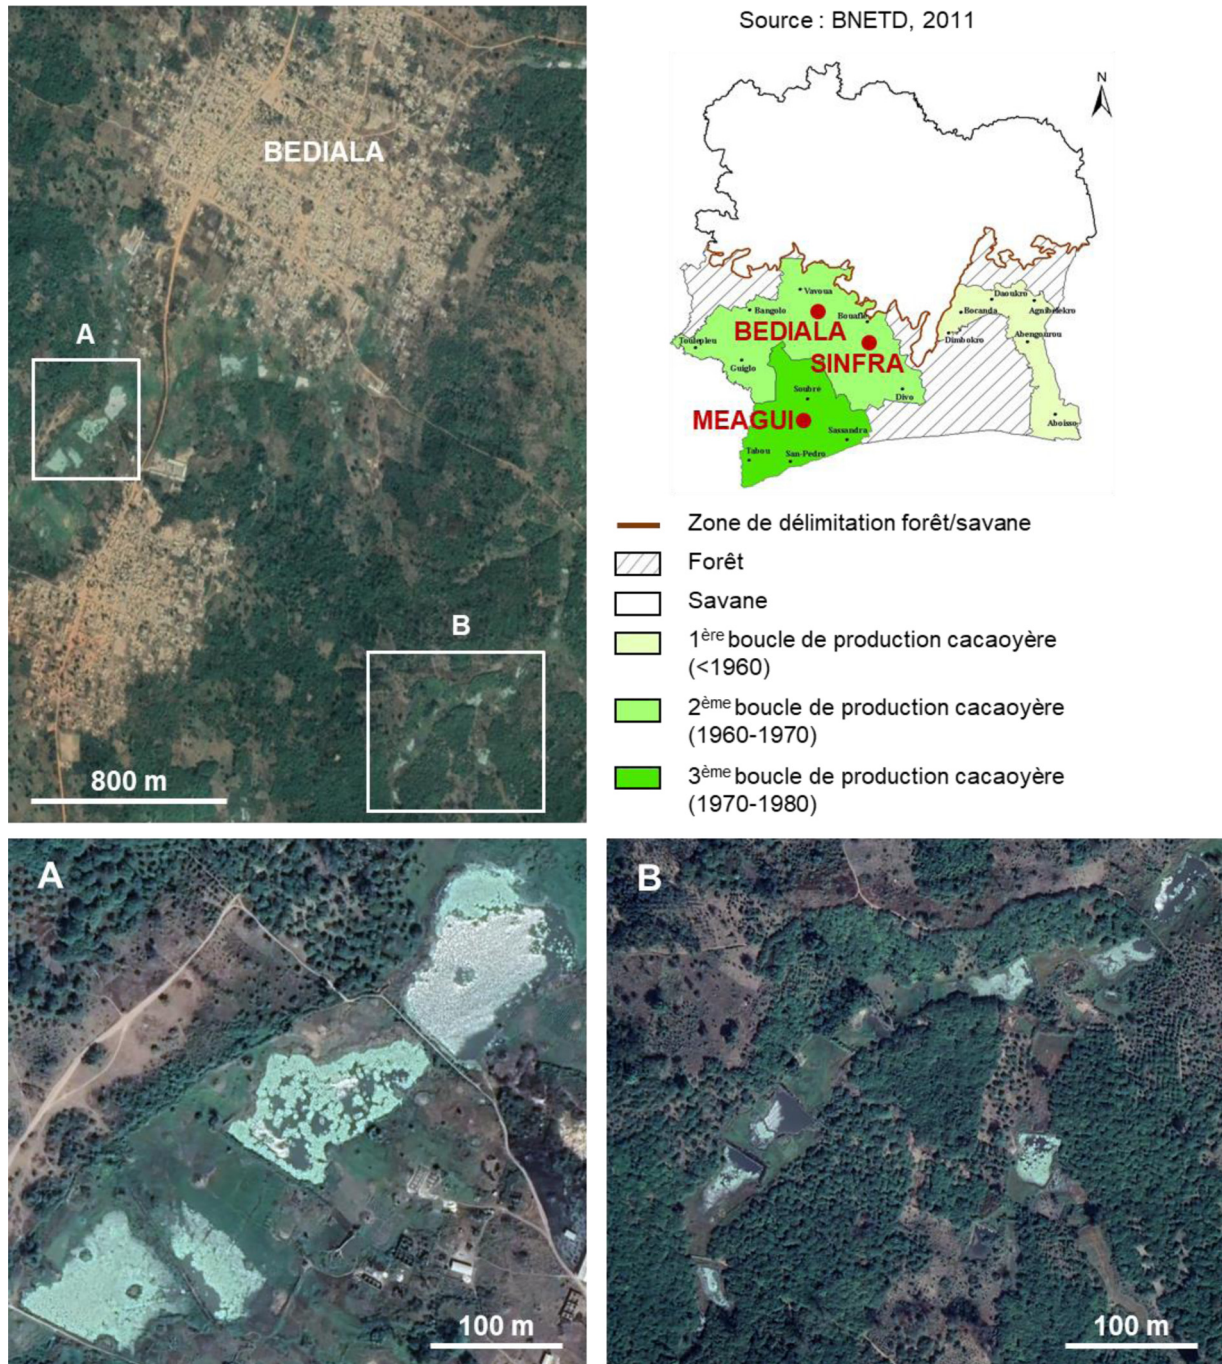 BEDIALA
A
B
800 m
Source : BNETD, 2011
N
Vavoua
Bangolo
Bouaflé
BEDIALA
Toulepleu
SINFRA
Guiglo
Soubré
Divo
MEAGUI
Sassandra
Tabou
San-Pedro
Daoukro
Bocanda
Agnibelekro
Dimbokro
Abengourou
Aboisso
Zone de délimitation forêt/savane
Forêt
Savane
1ère boucle de production cacaoyère
(<1960)
2ème boucle de production cacaoyère
(1960-1970)
3ème boucle de production cacaoyère
(1970-1980)
A
100 m
B
100 m